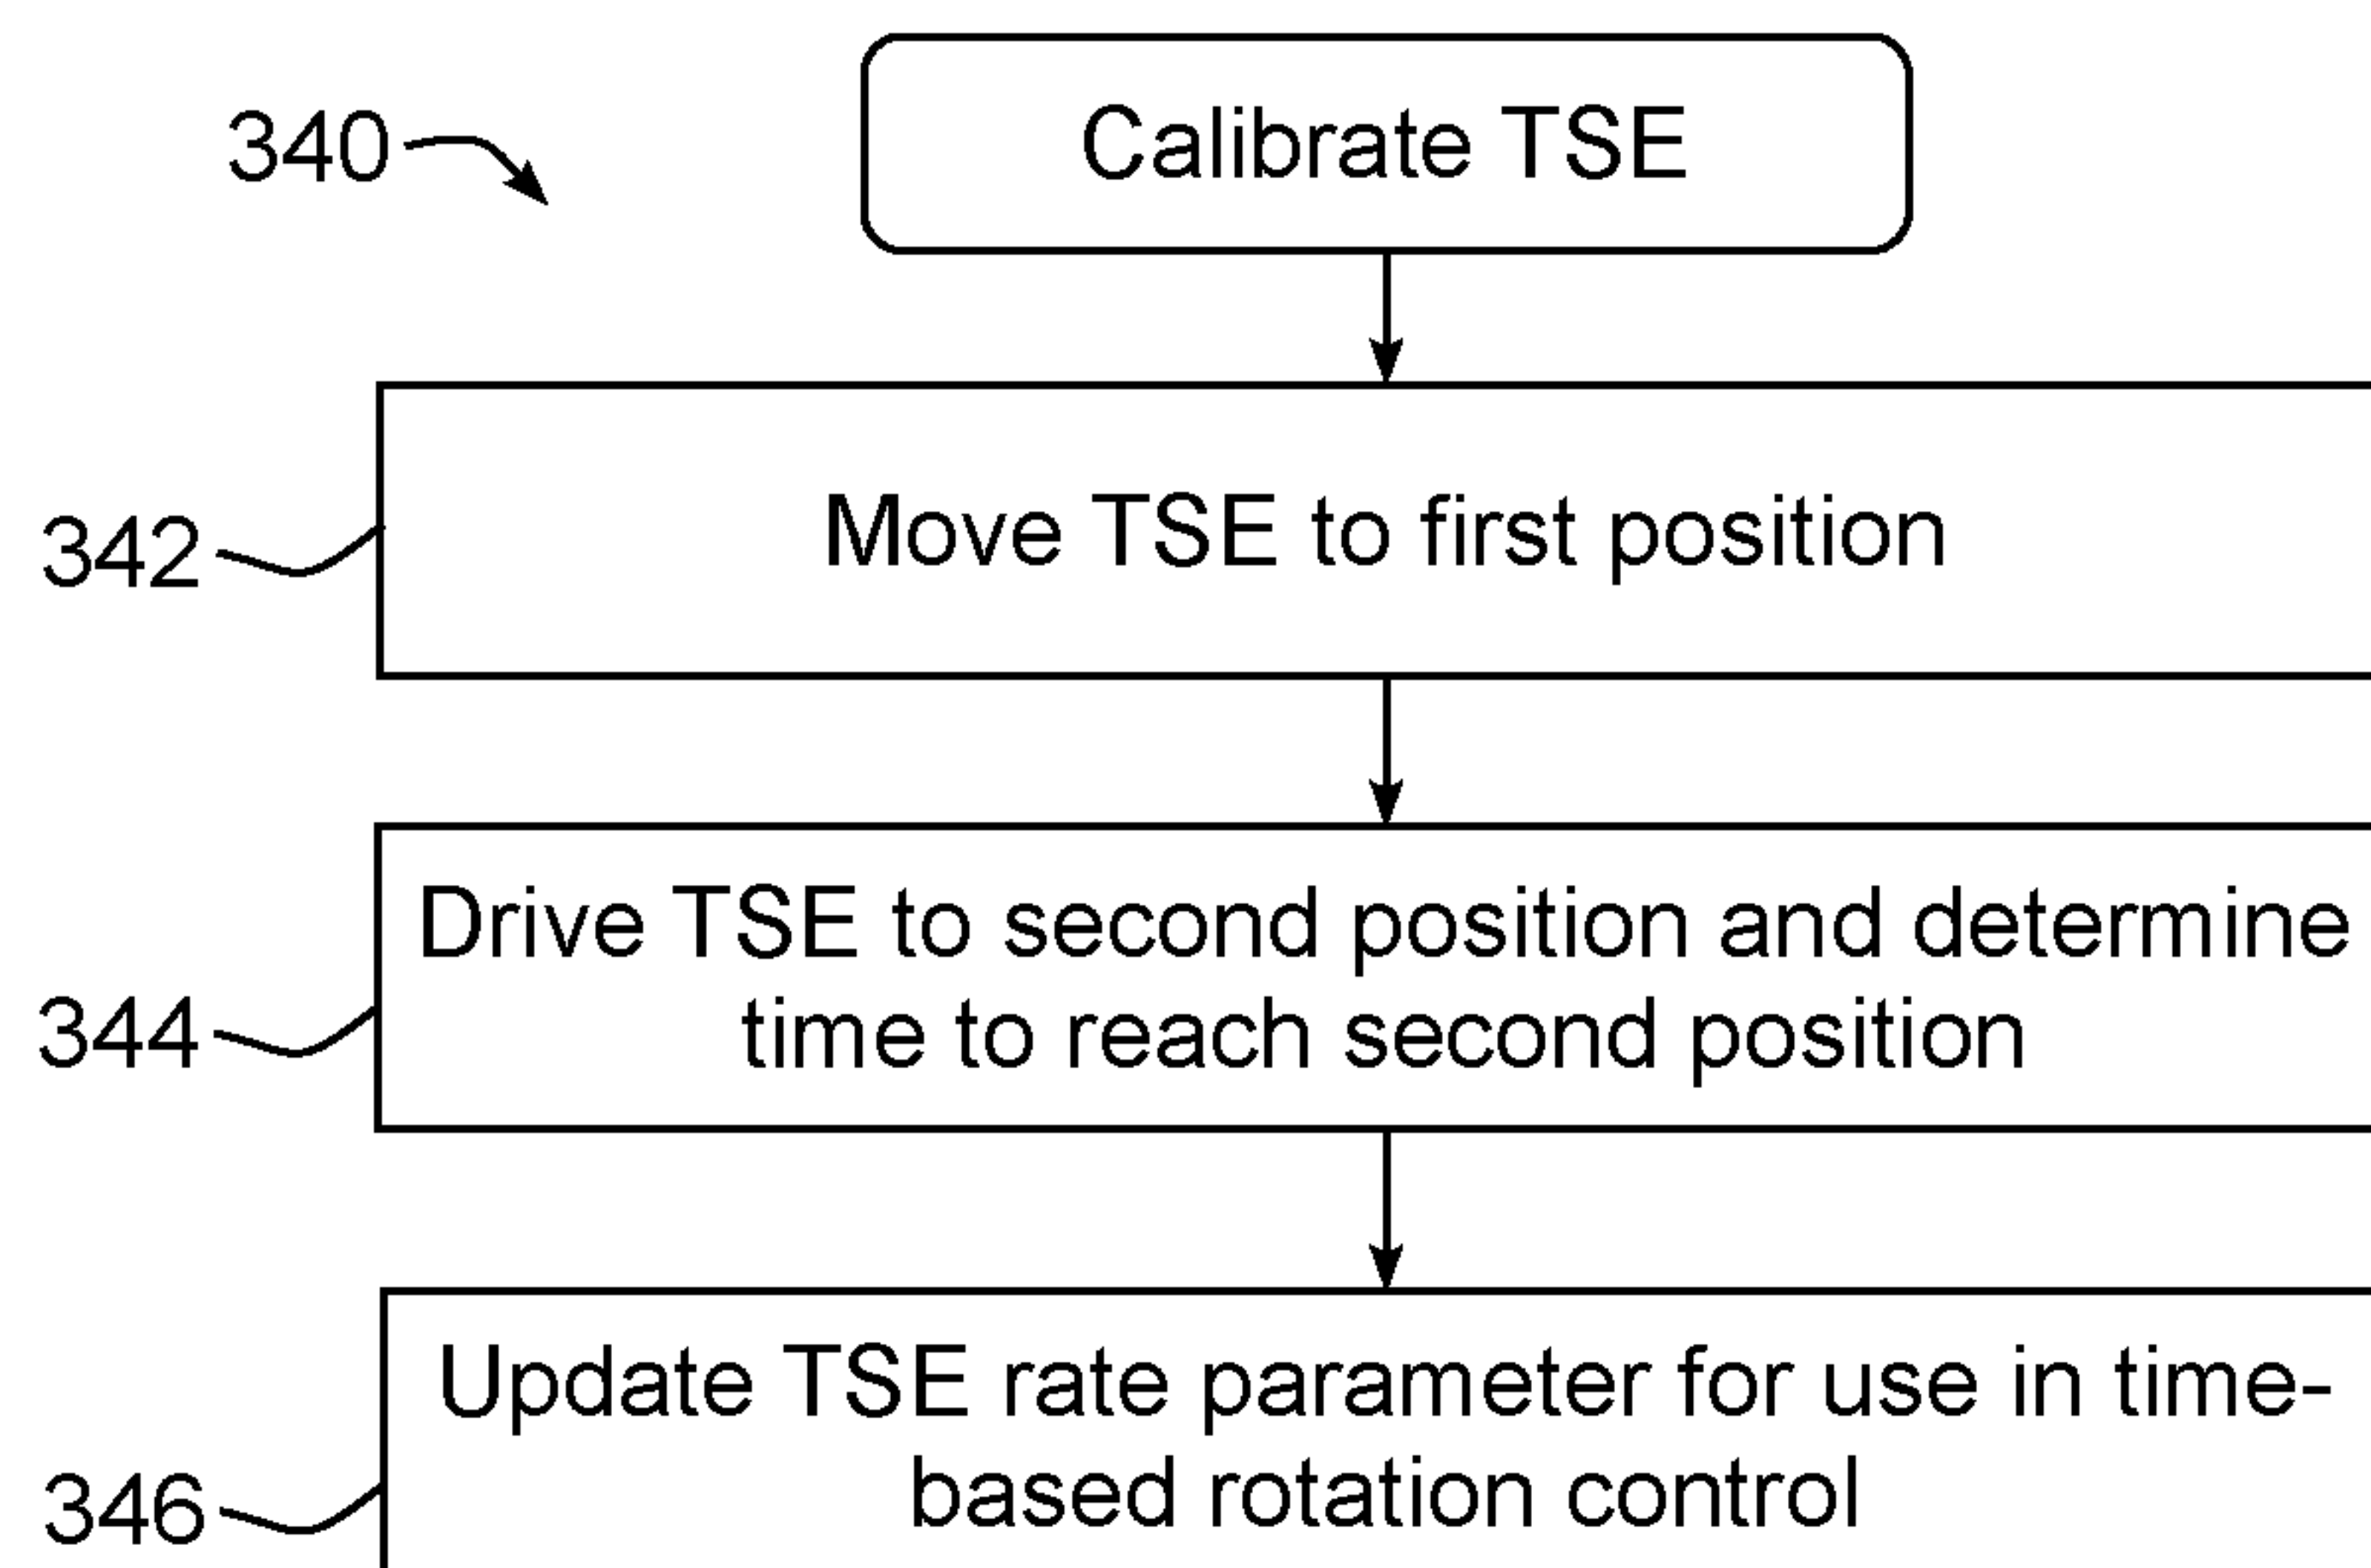 340
Calibrate TSE
342
Move TSE to first position
344
Drive TSE to second position and determine
time to reach second position
346
Update TSE rate parameter for use in time-
based rotation control